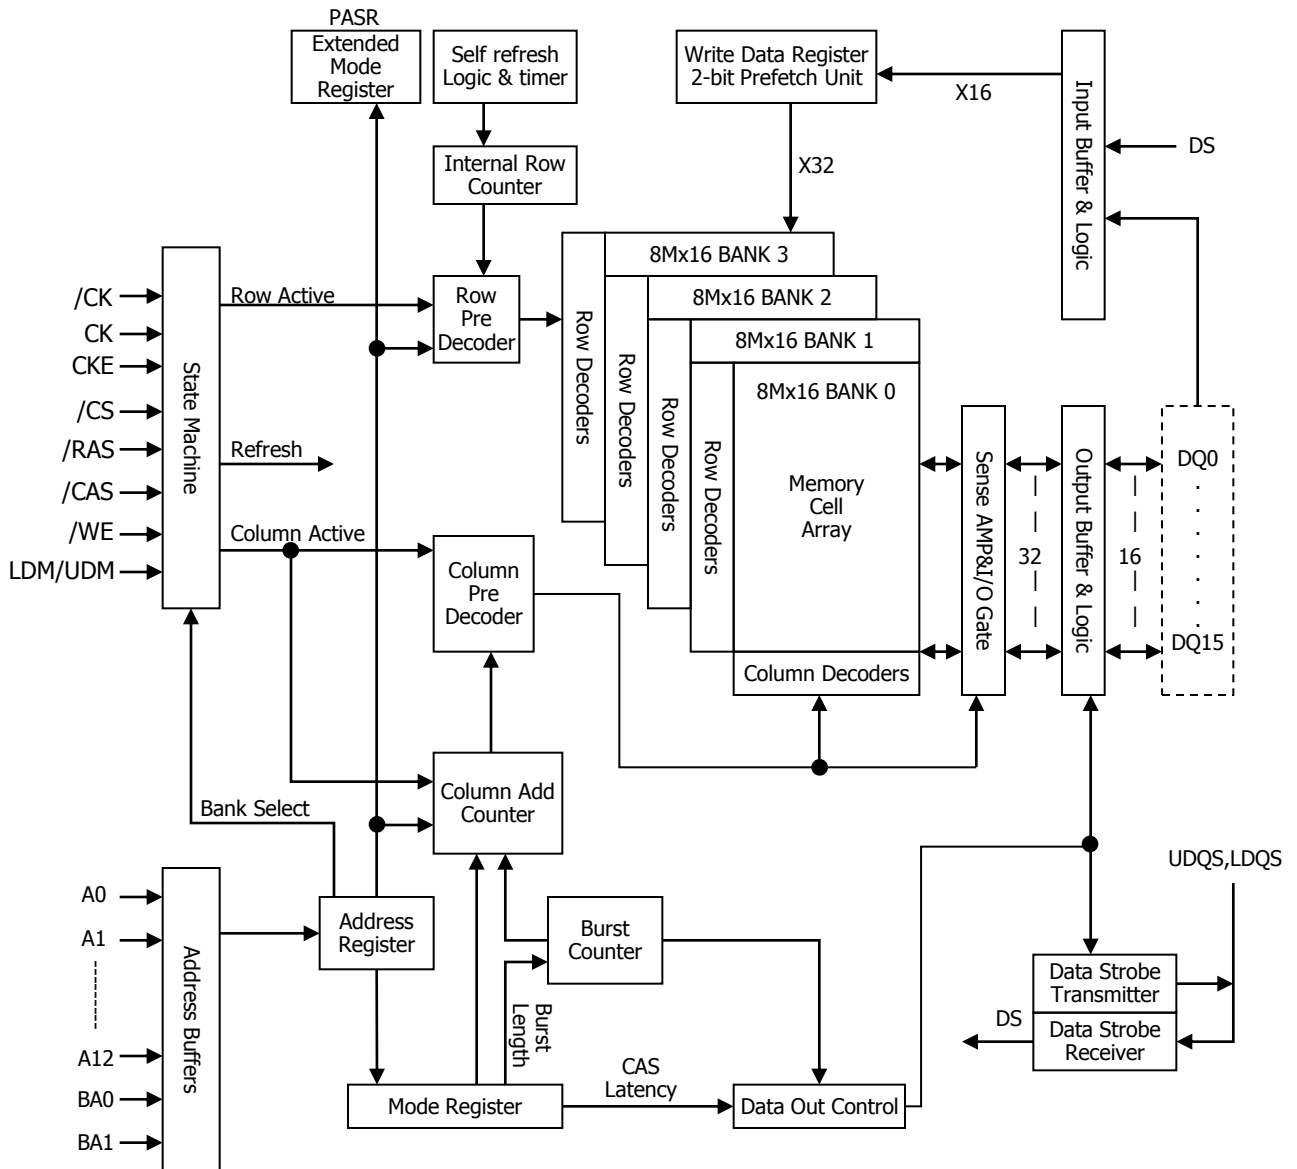 PASR
Extended
Mode
Register
Self refresh
Logic & timer
Write Data Register
2-bit Prefetch Unit
X16
Input Buffer & Logic
DS
Internal Row
Counter
X32
8Mx16 BANK 3
8Mx16 BANK 2
8Mx16 BANK 1
8Mx16 BANK 0
Row Decoders
Row Decoders
Row Decoders
Row Decoders
Memory
Cell
Array
Column Decoders
Sense AMP&I/O Gate
32
Output Buffer & Logic
16
DQ0
DQ15
/CK
CK
CKE
/CS
/RAS
/CAS
/WE
LDM/UDM
State Machine
Row Active
Refresh
Column Active
Row
Pre
Decoder
Column
Pre
Decoder
Column Add
Counter
Bank Select
A0
A1
A12
BA0
BA1
Address Buffers
Address
Register
Burst
Counter
Burst
Length
Mode Register
CAS
Latency
Data Out Control
UDQS,LDQS
Data Strobe
Transmitter
DS
Data Strobe
Receiver